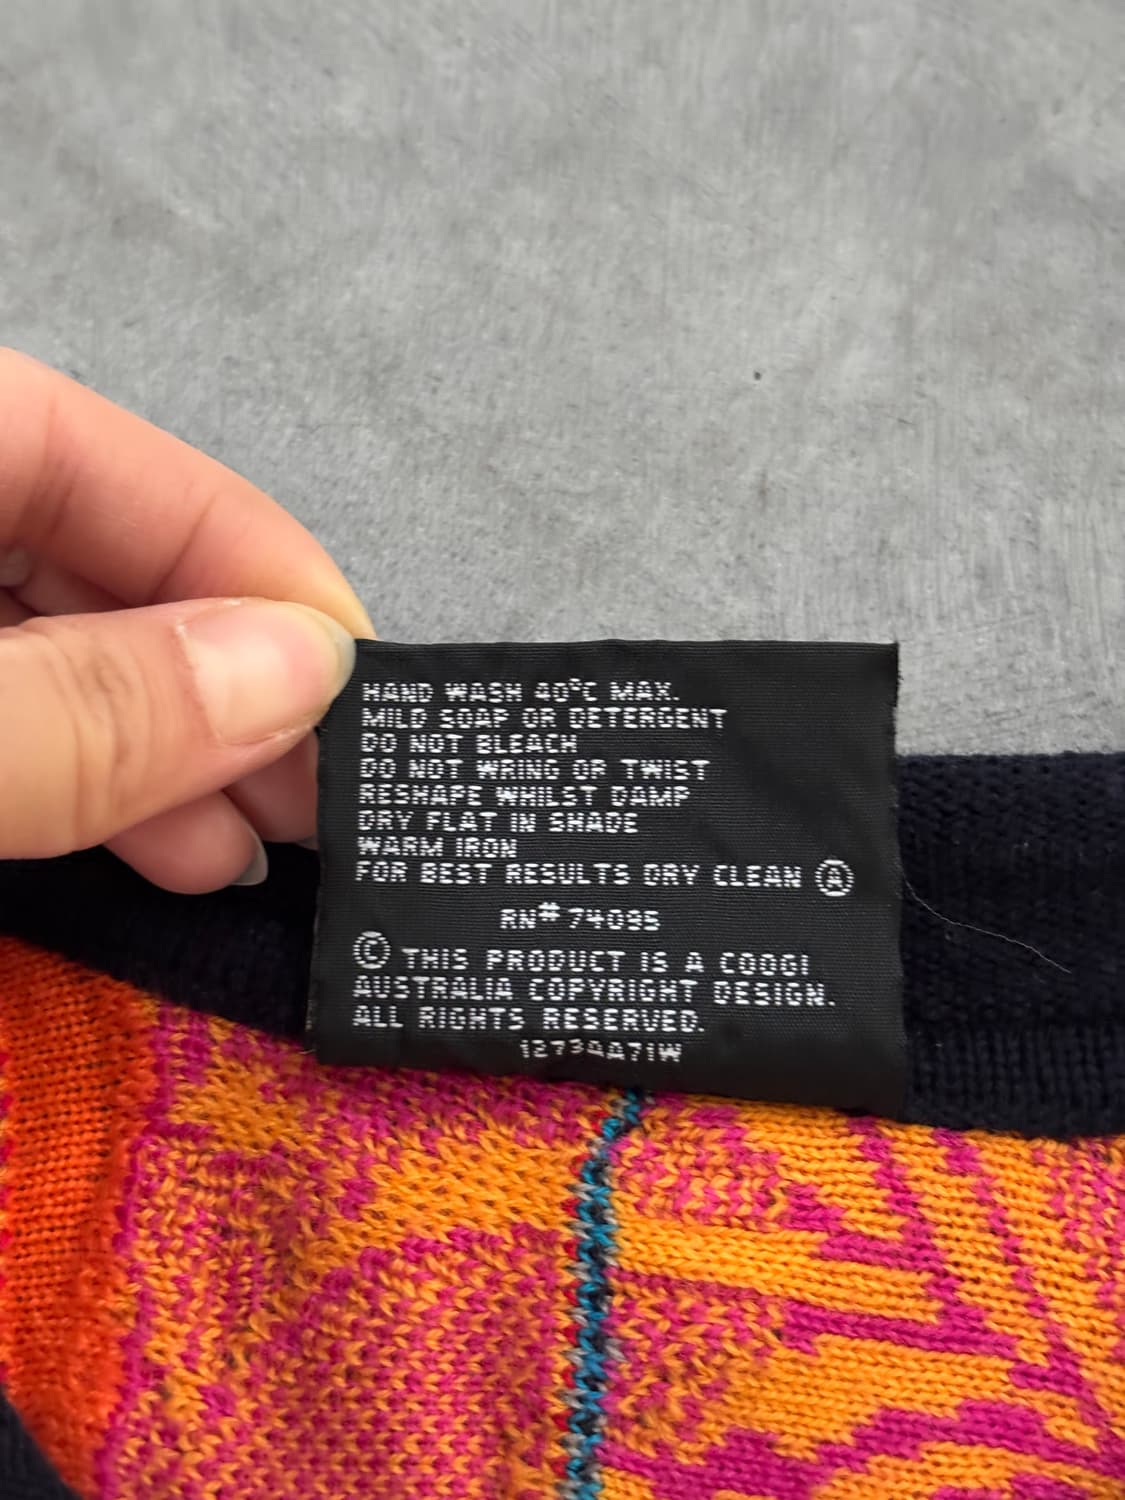 HAND WASH 40°C MAX.
MILD SOAP OR DETERGENT
DO NOT BLEACH
DO NOT WRING OR TWIST
RESHAPE WHILST DAMP
DRY FLAT IN SHADE
WARM IRON
FOR BEST RESULTS DRY CLEAN Ⓐ
RN# 74095
© THIS PRODUCT IS A COOGI
AUSTRALIA COPYRIGHT DESIGN.
ALL RIGHTS RESERVED.